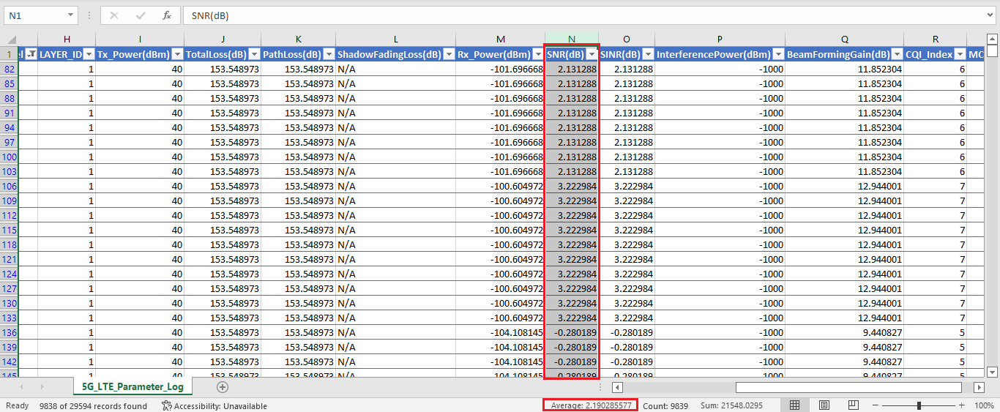 N1 fx SNR(dB)
H I J K L M N O P Q R
1 el LAYER_ID Tx_Power(dBm) TotalLoss(dB) PathLoss(dB) ShadowFadingLoss(dB) Rx_Power(dBm) SNR(dB) SINR(dB) InterferencePower(dBm) BeamFormingGain(dB) CQI_Index MC
82 1 40 153.548973 153.548973 N/A -101.696668 2.131288 2.131288 -1000 11.852304 6
85 1 40 153.548973 153.548973 N/A -101.696668 2.131288 2.131288 -1000 11.852304 6
88 1 40 153.548973 153.548973 N/A -101.696668 2.131288 2.131288 -1000 11.852304 6
91 1 40 153.548973 153.548973 N/A -101.696668 2.131288 2.131288 -1000 11.852304 6
94 1 40 153.548973 153.548973 N/A -101.696668 2.131288 2.131288 -1000 11.852304 6
97 1 40 153.548973 153.548973 N/A -101.696668 2.131288 2.131288 -1000 11.852304 6
100 1 40 153.548973 153.548973 N/A -101.696668 2.131288 2.131288 -1000 11.852304 6
103 1 40 153.548973 153.548973 N/A -101.696668 2.131288 2.131288 -1000 11.852304 6
106 1 40 153.548973 153.548973 N/A -100.604972 3.222984 3.222984 -1000 12.944001 7
109 1 40 153.548973 153.548973 N/A -100.604972 3.222984 3.222984 -1000 12.944001 7
112 1 40 153.548973 153.548973 N/A -100.604972 3.222984 3.222984 -1000 12.944001 7
115 1 40 153.548973 153.548973 N/A -100.604972 3.222984 3.222984 -1000 12.944001 7
118 1 40 153.548973 153.548973 N/A -100.604972 3.222984 3.222984 -1000 12.944001 7
121 1 40 153.548973 153.548973 N/A -100.604972 3.222984 3.222984 -1000 12.944001 7
124 1 40 153.548973 153.548973 N/A -100.604972 3.222984 3.222984 -1000 12.944001 7
127 1 40 153.548973 153.548973 N/A -100.604972 3.222984 3.222984 -1000 12.944001 7
130 1 40 153.548973 153.548973 N/A -100.604972 3.222984 3.222984 -1000 12.944001 7
133 1 40 153.548973 153.548973 N/A -100.604972 3.222984 3.222984 -1000 12.944001 7
136 1 40 153.548973 153.548973 N/A -104.108145 -0.280189 -0.280189 -1000 9.440827 5
139 1 40 153.548973 153.548973 N/A -104.108145 -0.280189 -0.280189 -1000 9.440827 5
142 1 40 153.548973 153.548973 N/A -104.108145 -0.280189 -0.280189 -1000 9.440827 5
145 1 40 153.548973 153.548973 N/A -104.108145 -0.280189 -0.280189 -1000 9.440827 5
5G_LTE_Parameter_Log
Ready 9838 of 29594 records found Accessibility: Unavailable Average: 2.190285577 Count: 9839 Sum: 21548.0295 100%